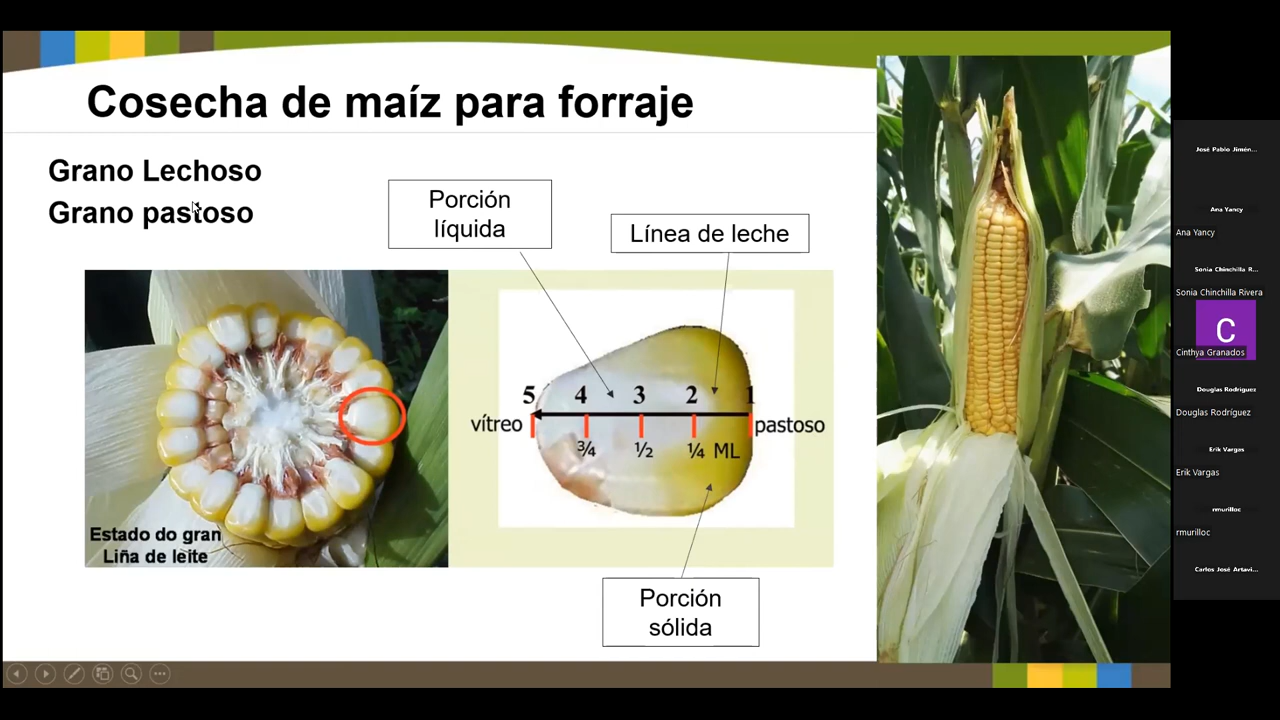 Cosecha de maíz para forraje
Grano Lechoso
Grano pastoso
Porción
líquida
Línea de leche
5 4 3 2 1
vítreo
pastoso
¾ ½ ¼ ML
Estado do gran
Liña de leite
Porción
sólida
José Pablo Jimén...
Ana Yancy
Ana Yancy
Sonia Chinchilla R...
Sonia Chinchilla Rivera
C
Cinthya Granados
Douglas Rodriguez
Douglas Rodríguez
Erik Vargas
Erik Vargas
rmurilloc
rmurilloc
Carlos José Artavi...